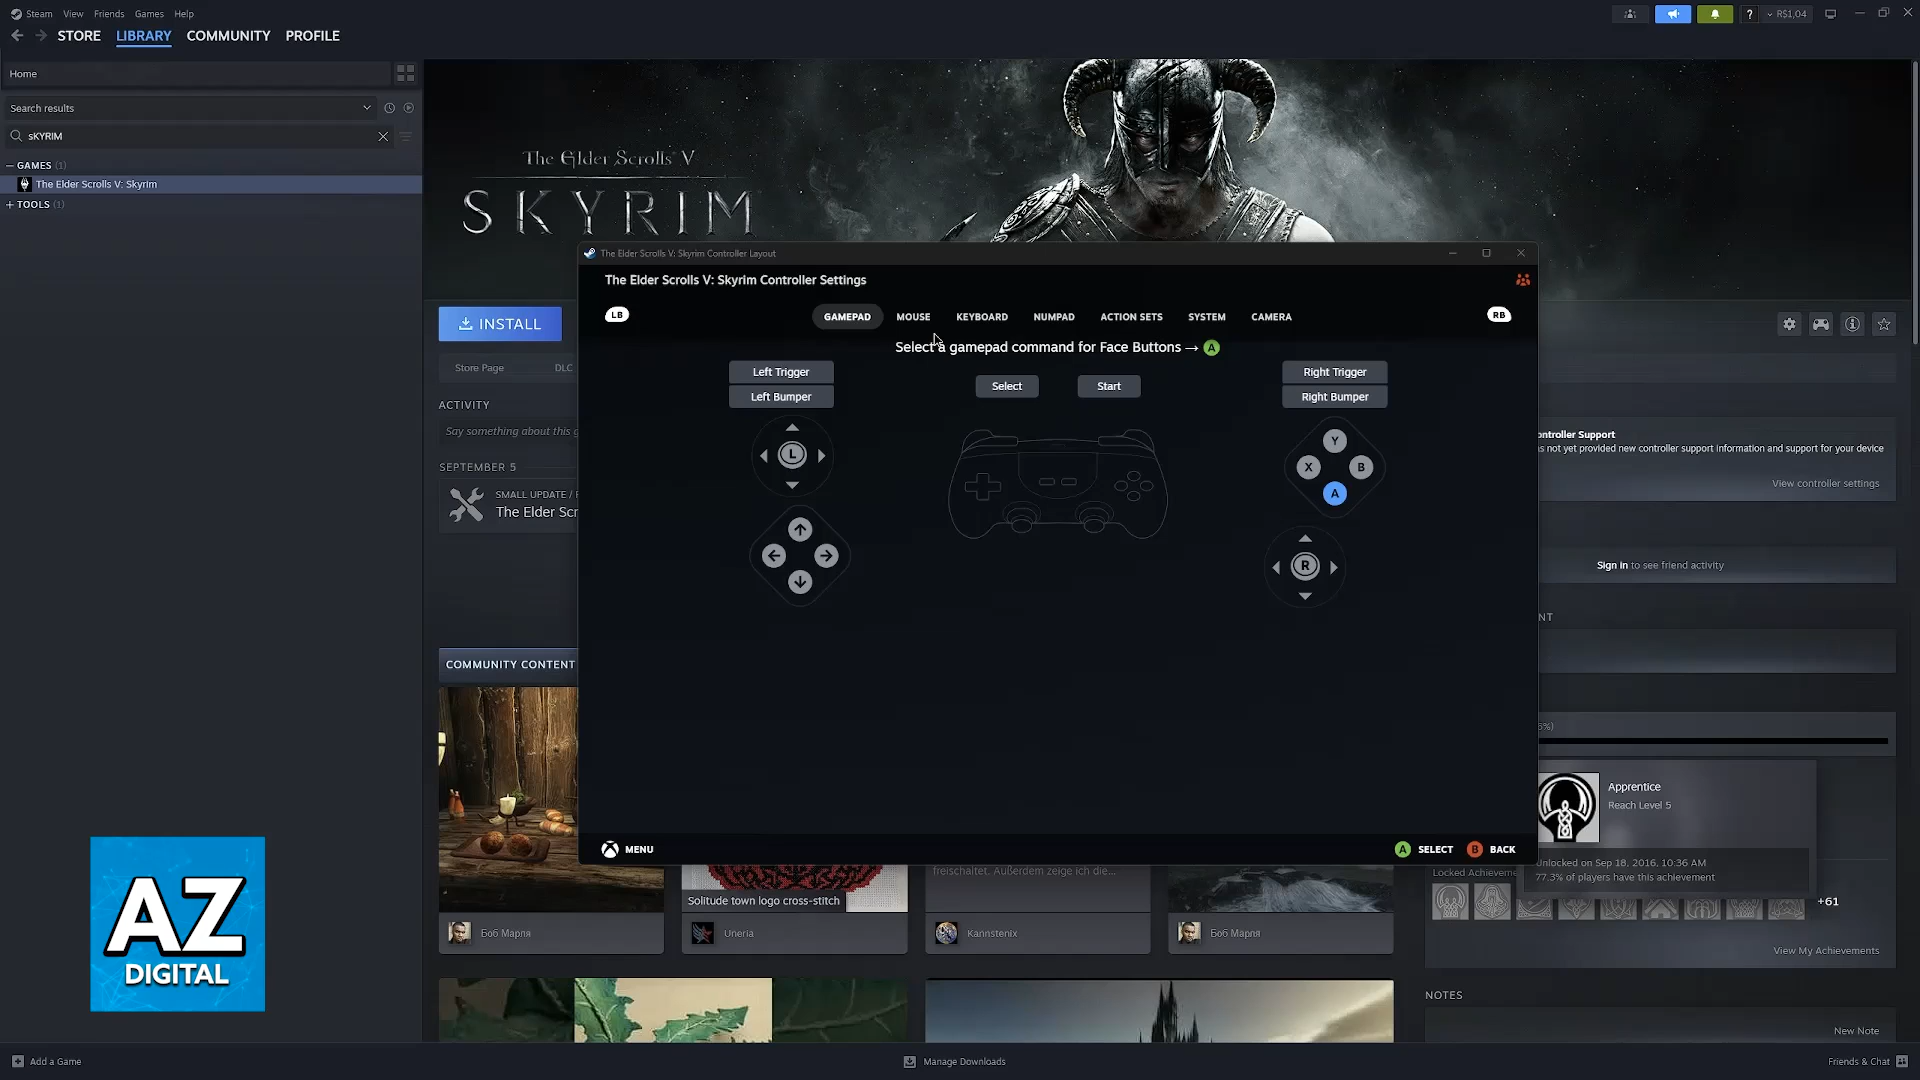 Steam View Friends Games Help
? R$1,04
STORE LIBRARY COMMUNITY PROFILE
Home
Search results
sKYRIM
GAMES (1)
The Elder Scrolls V: Skyrim
TOOLS (1)
The Elder Scrolls V
SKYRIM
The Elder Scrolls V: Skyrim Controller Layout
The Elder Scrolls V: Skyrim Controller Settings
LB GAMEPAD MOUSE KEYBOARD NUMPAD ACTION SETS SYSTEM CAMERA RB
Select a gamepad command for Face Buttons → A
Left Trigger
Left Bumper
Select Start
Right Trigger
Right Bumper
L
Y
X B
A
R
MENU
A SELECT B BACK
INSTALL
Store Page DLC
ACTIVITY
Say something about this g
SEPTEMBER 5
SMALL UPDATE /
The Elder Scr
COMMUNITY CONTENT
ontroller Support
s not yet provided new controller support information and support for your device
View controller settings
Sign in to see friend activity
NT
Apprentice
Reach Level 5
Unlocked on Sep 18, 2016, 10:36 AM
77.3% of players have this achievement
Locked Achieveme
+61
View My Achievements
Solitude town logo cross-stitch
freischaltet. Außerdem zeige ich die...
Боб Марля
Uneria
Kannstenix
Боб Марля
NOTES
New Note
AZ
DIGITAL
Add a Game
Manage Downloads
Friends & Chat